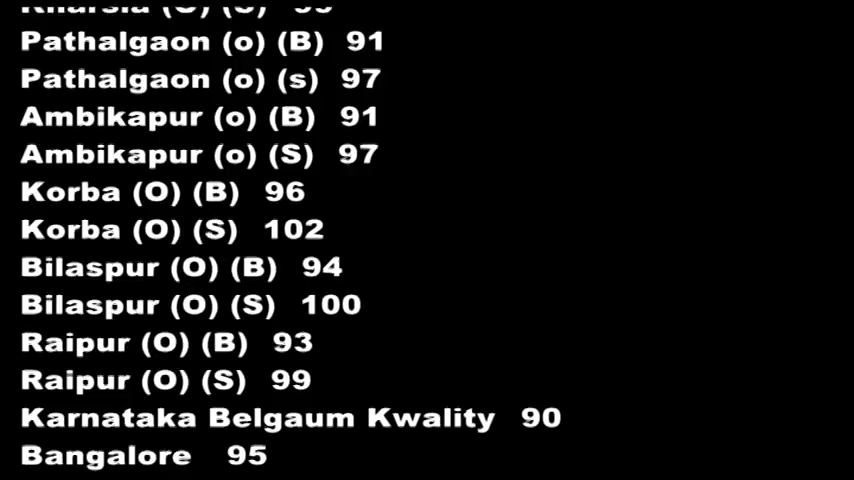 Pathalgaon (o) (B) 91
Pathalgaon (o) (s) 97
Ambikapur (o) (B) 91
Ambikapur (o) (S) 97
Korba (O) (B) 96
Korba (O) (S) 102
Bilaspur (O) (B) 94
Bilaspur (O) (S) 100
Raipur (O) (B) 93
Raipur (O) (S) 99
Karnataka Belgaum Kwality 90
Bangalore 95